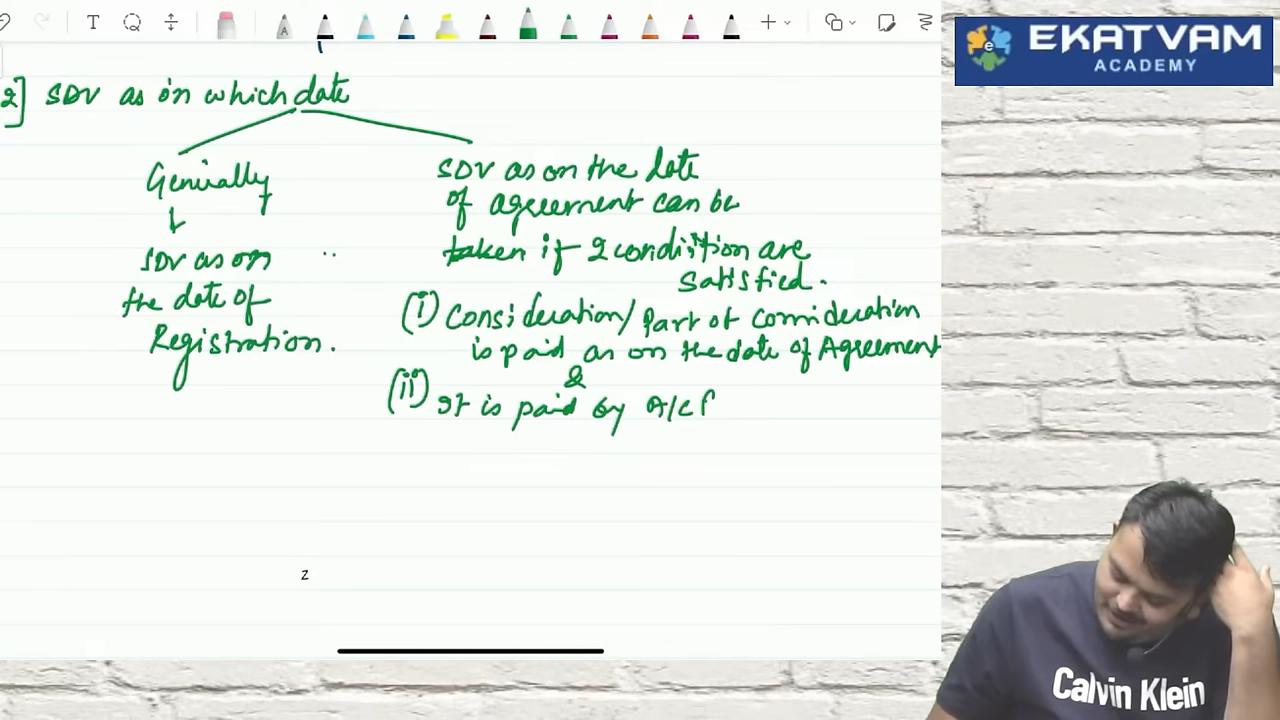 EKATVAM
ACADEMY
2] SDV as on which date
Generally
SDV as on
the date of
Registration.
SDV as on the date
of agreement can be
taken if 2 condition are
satisfied.
(i) Consideration/ Part of consideration
is paid as on the date of Agreement
&
(ii) It is paid by A/c P
z
Calvin Klein